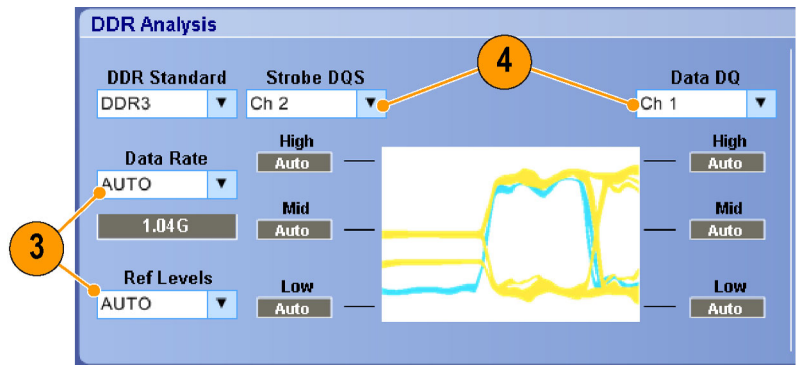 DDR Analysis
4
DDR Standard
Strobe DQS
Data DQ
DDR3
Ch 2
Ch 1
High
High
Data Rate
Auto
Auto
AUTO
Mid
Mid
1.04G
Auto
Auto
3
Ref Levels
Low
Low
AUTO
Auto
Auto